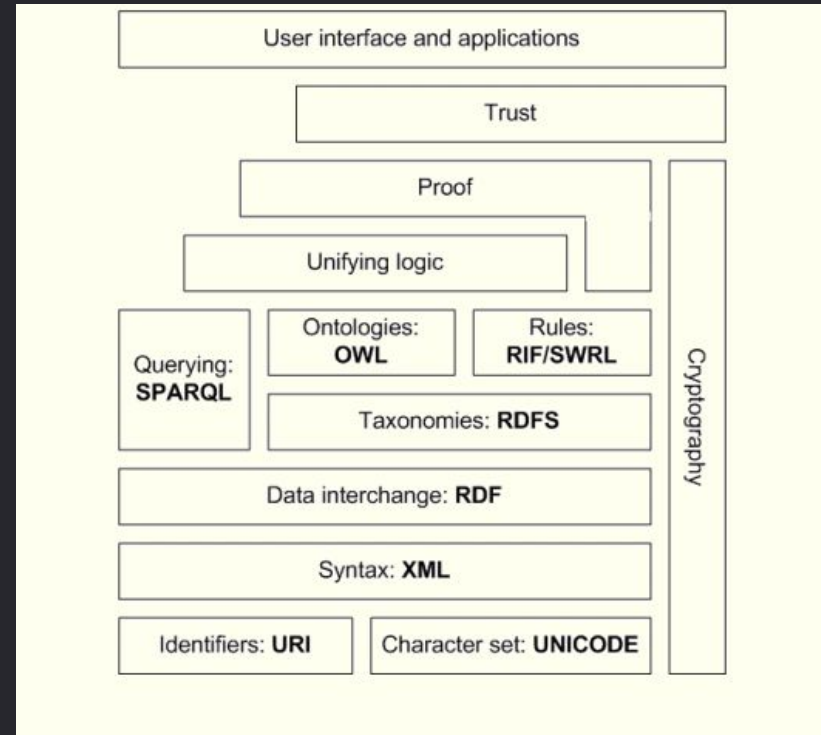 User interface and applications
Trust
Proof
Unifying logic
Querying:
SPARQL
Ontologies:
OWL
Rules:
RIF/SWRL
Taxonomies: RDFS
Cryptography
Data interchange: RDF
Syntax: XML
Identifiers: URI
Character set: UNICODE